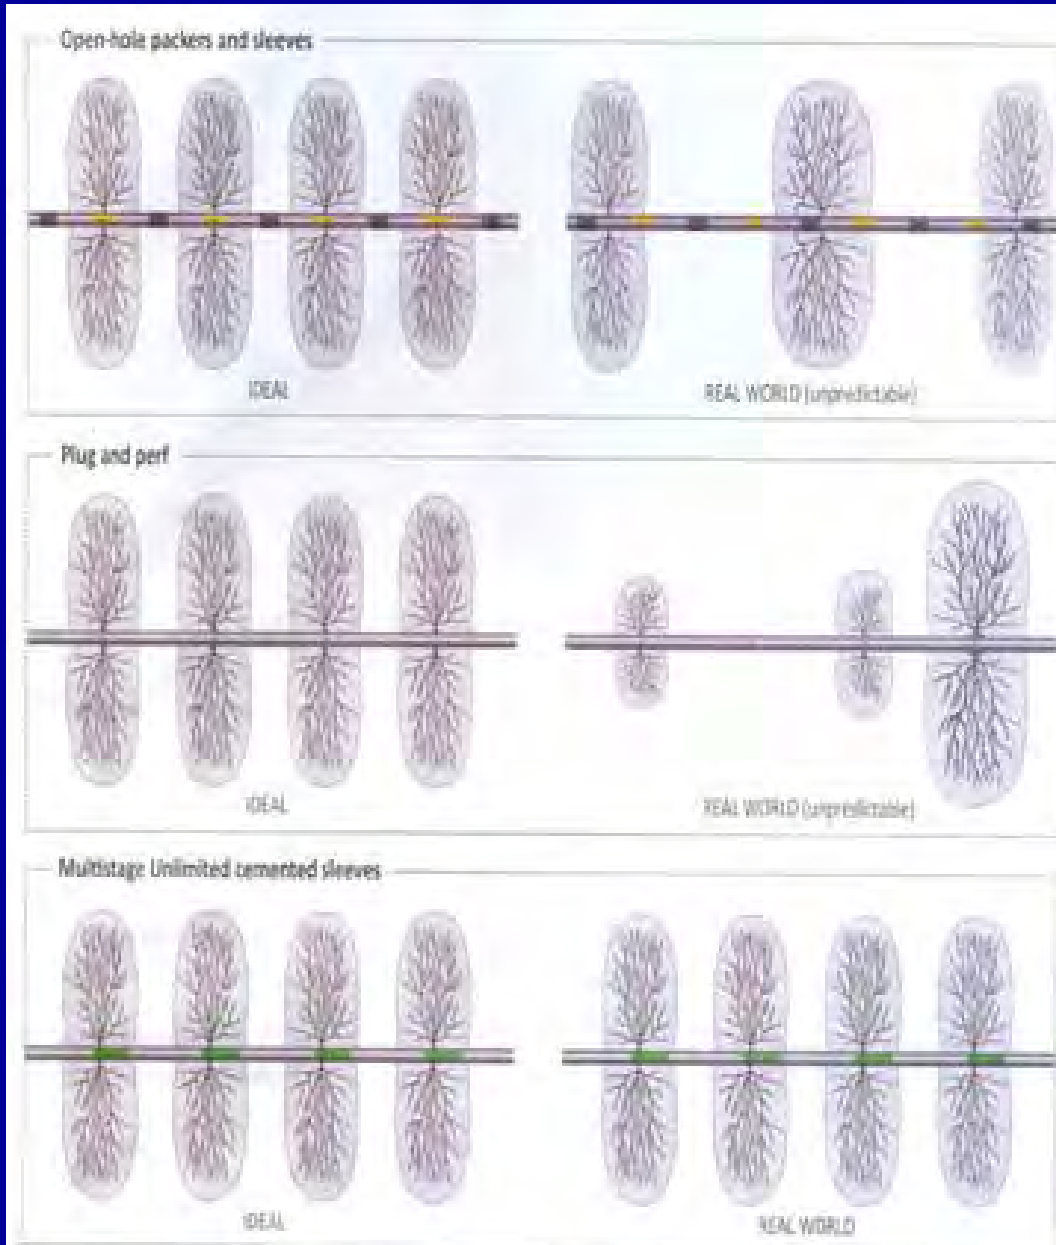 Open-hole packers and sleeves
IDEAL
REAL WORLD (unpredictable)
Plug and perf
IDEAL
REAL WORLD (unpredictable)
Multistage Unlimited cemented sleeves
IDEAL
REAL WORLD